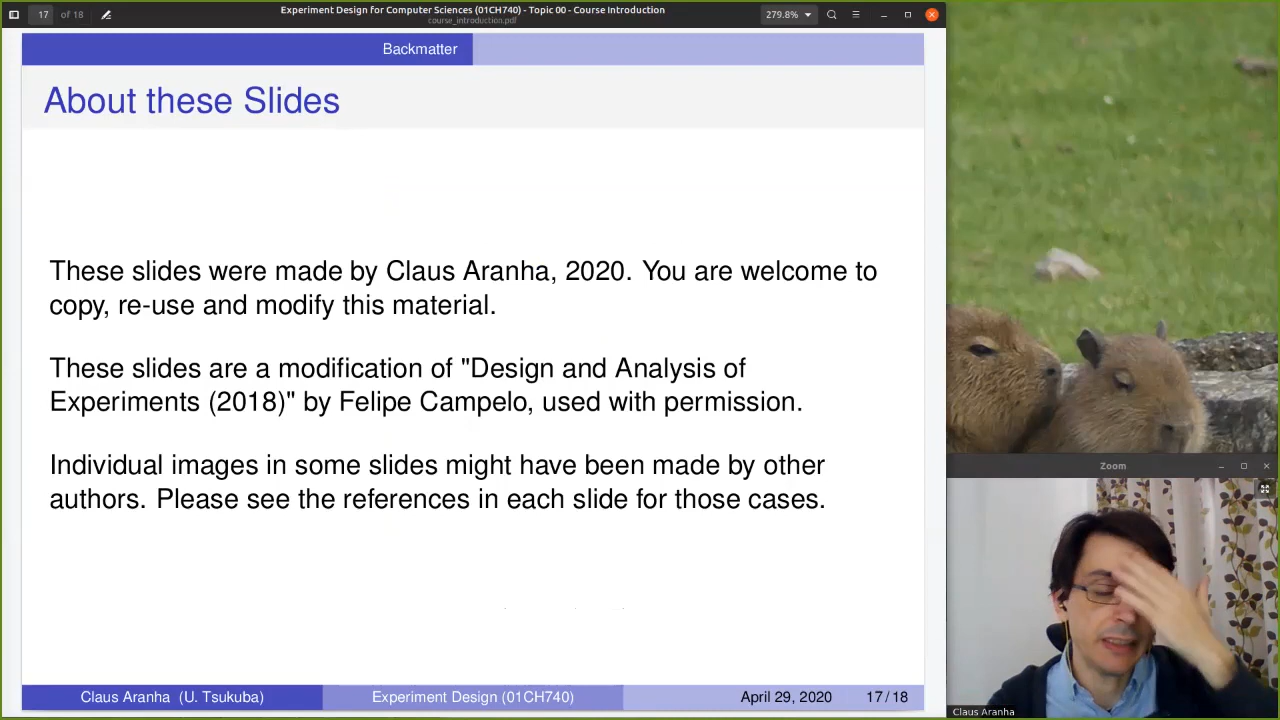 17 of 18
Experiment Design for Computer Sciences (01CH740) - Topic 00 - Course Introduction
course_introduction.pdf
279.8%
Backmatter
About these Slides
These slides were made by Claus Aranha, 2020. You are welcome to
copy, re-use and modify this material.
These slides are a modification of "Design and Analysis of
Experiments (2018)" by Felipe Campelo, used with permission.
Individual images in some slides might have been made by other
authors. Please see the references in each slide for those cases.
Claus Aranha (U. Tsukuba)
Experiment Design (01CH740)
April 29, 2020
17 / 18
Zoom
Claus Aranha